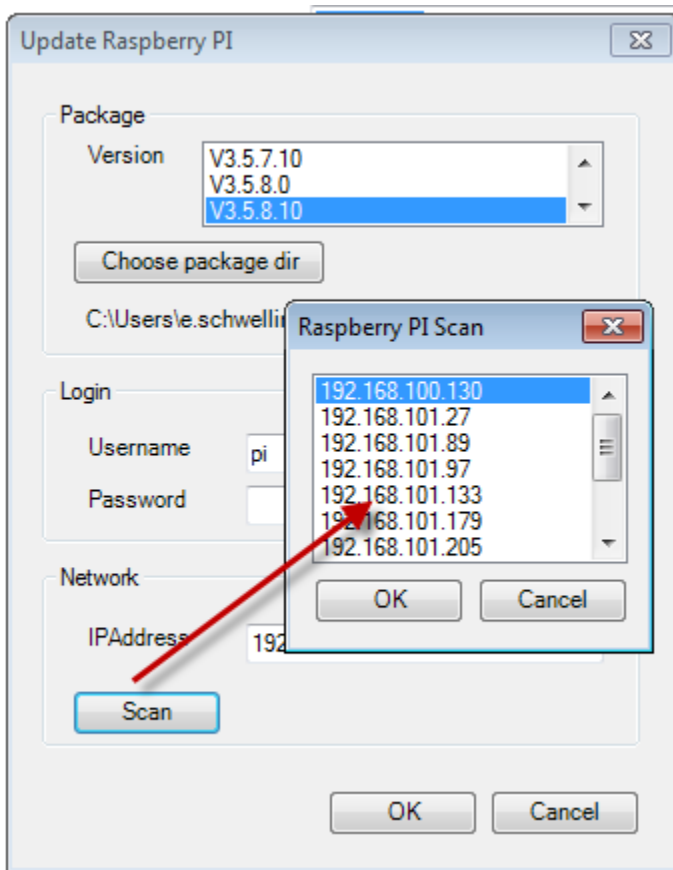 Update Raspberry PI
Package
Version
V3.5.7.10
V3.5.8.0
V3.5.8.10
Choose package dir
C:\Users\e.schwellin
Login
Username
pi
Password
Network
IPAddress
192
Scan
OK
Cancel
Raspberry PI Scan
192.168.100.130
192.168.101.27
192.168.101.89
192.168.101.97
192.168.101.133
192.168.101.179
192.168.101.205
OK
Cancel